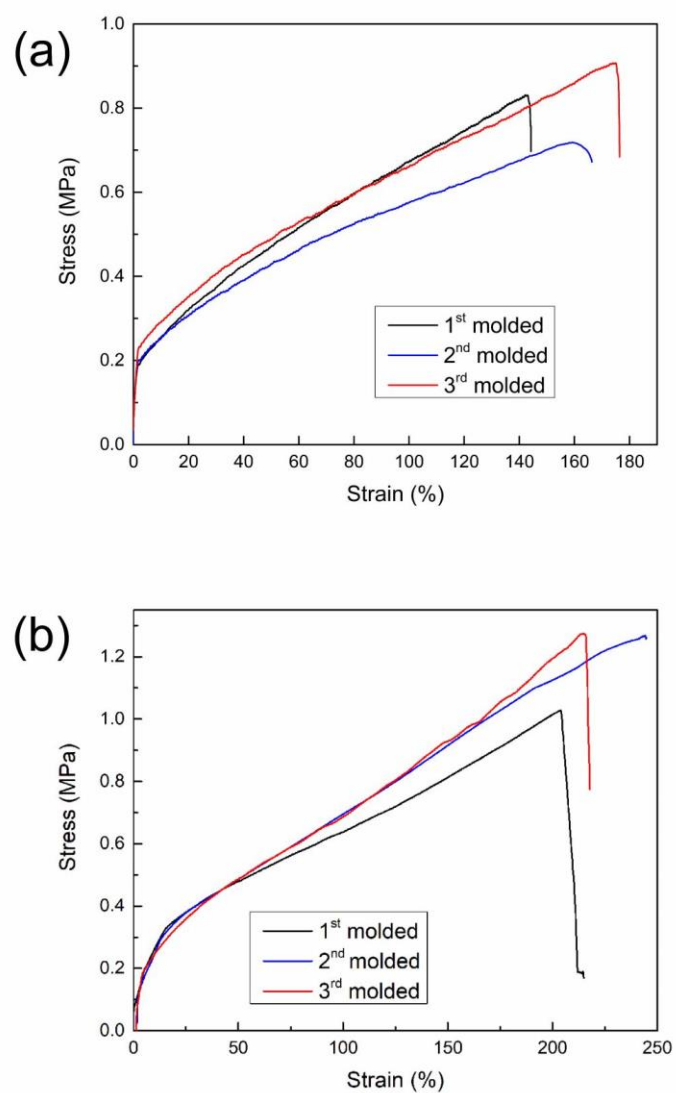 (a)
1.0
0.8
0.6
0.4
0.2
0.0
Stress (MPa)
1st molded
2nd molded
3rd molded
0 20 40 60 80 100 120 140 160 180
Strain (%)
(b)
1.2
1.0
0.8
0.6
0.4
0.2
0.0
Stress (MPa)
1st molded
2nd molded
3rd molded
0 50 100 150 200 250
Strain (%)